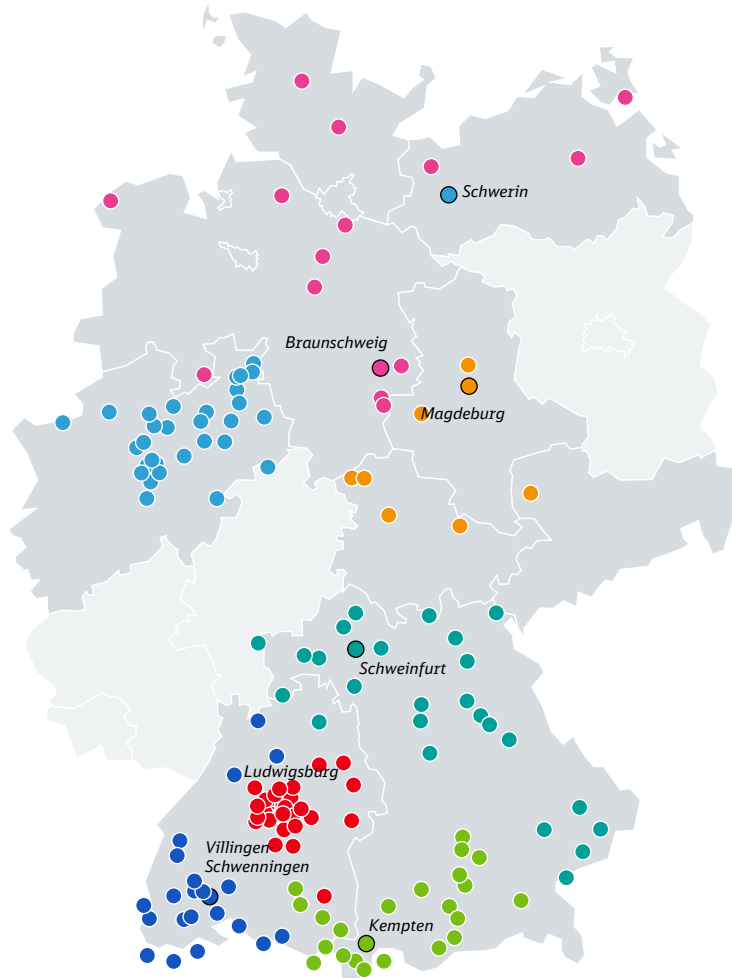 Schwerin
Braunschweig
Magdeburg
Schweinfurt
Ludwigsburg
Villingen-
Schwenningen
Kempten